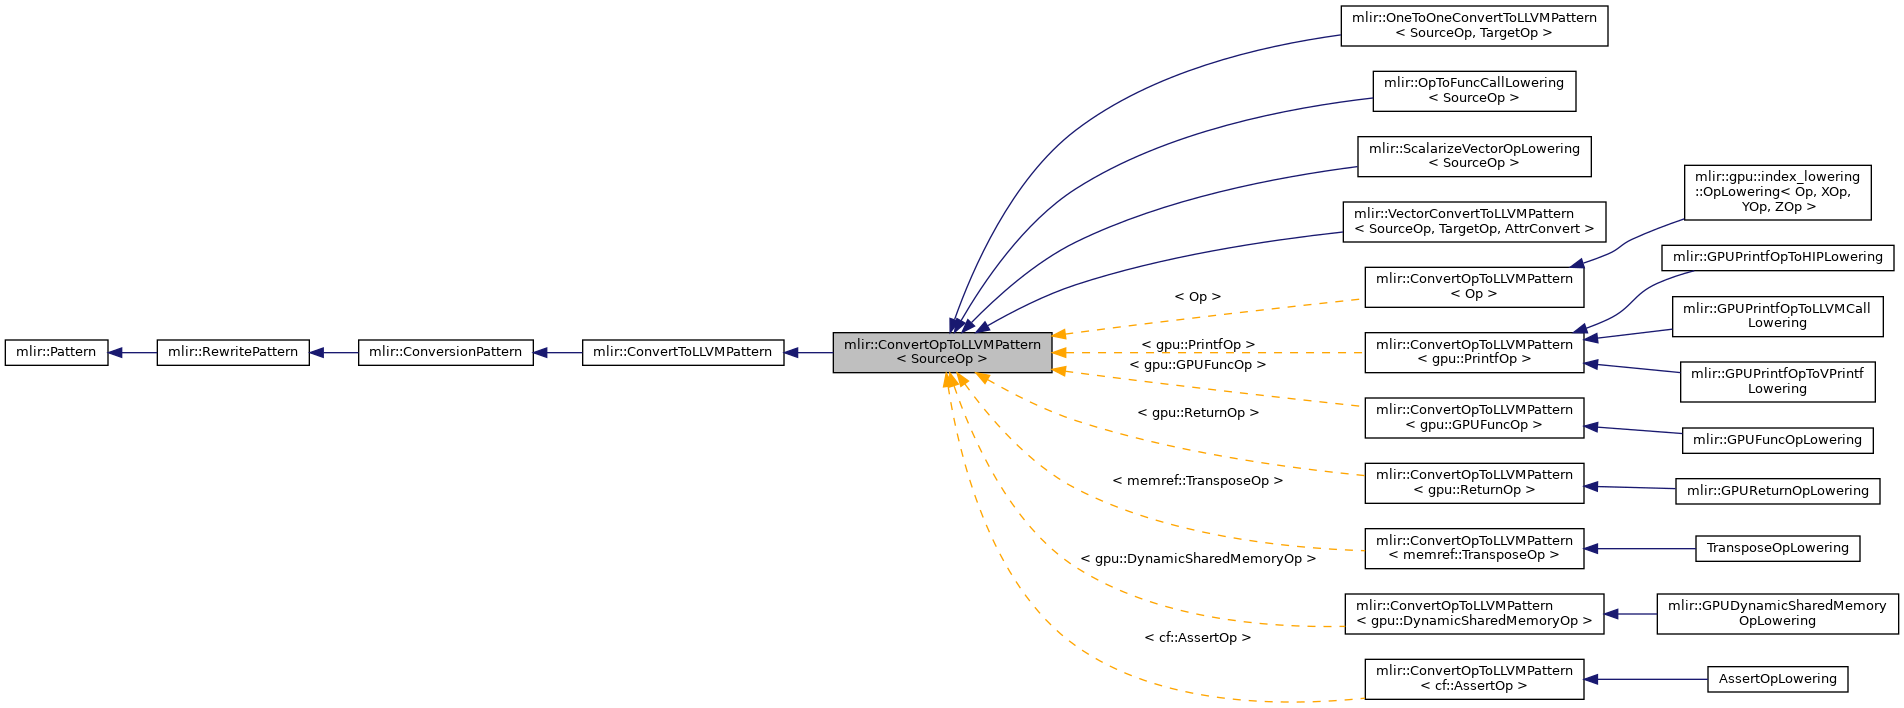 mlir::Pattern
mlir::RewritePattern
mlir::ConversionPattern
mlir::ConvertToLLVMPattern
mlir::ConvertOpToLLVMPattern
< SourceOp >
mlir::OneToOneConvertToLLVMPattern
< SourceOp, TargetOp >
mlir::OpToFuncCallLowering
< SourceOp >
mlir::ScalarizeVectorOpLowering
< SourceOp >
mlir::VectorConvertToLLVMPattern
< SourceOp, TargetOp, AttrConvert >
< Op >
mlir::ConvertOpToLLVMPattern
< Op >
mlir::gpu::index_lowering
::OpLowering< Op, XOp,
YOp, ZOp >
< gpu::PrintfOp >
mlir::ConvertOpToLLVMPattern
< gpu::PrintfOp >
mlir::GPUPrintfOpToHIPLowering
mlir::GPUPrintfOpToLLVMCall
Lowering
mlir::GPUPrintfOpToVPrintf
Lowering
< gpu::GPUFuncOp >
mlir::ConvertOpToLLVMPattern
< gpu::GPUFuncOp >
mlir::GPUFuncOpLowering
< gpu::ReturnOp >
mlir::ConvertOpToLLVMPattern
< gpu::ReturnOp >
mlir::GPUReturnOpLowering
< memref::TransposeOp >
mlir::ConvertOpToLLVMPattern
< memref::TransposeOp >
TransposeOpLowering
< gpu::DynamicSharedMemoryOp >
mlir::ConvertOpToLLVMPattern
< gpu::DynamicSharedMemoryOp >
mlir::GPUDynamicSharedMemory
OpLowering
< cf::AssertOp >
mlir::ConvertOpToLLVMPattern
< cf::AssertOp >
AssertOpLowering